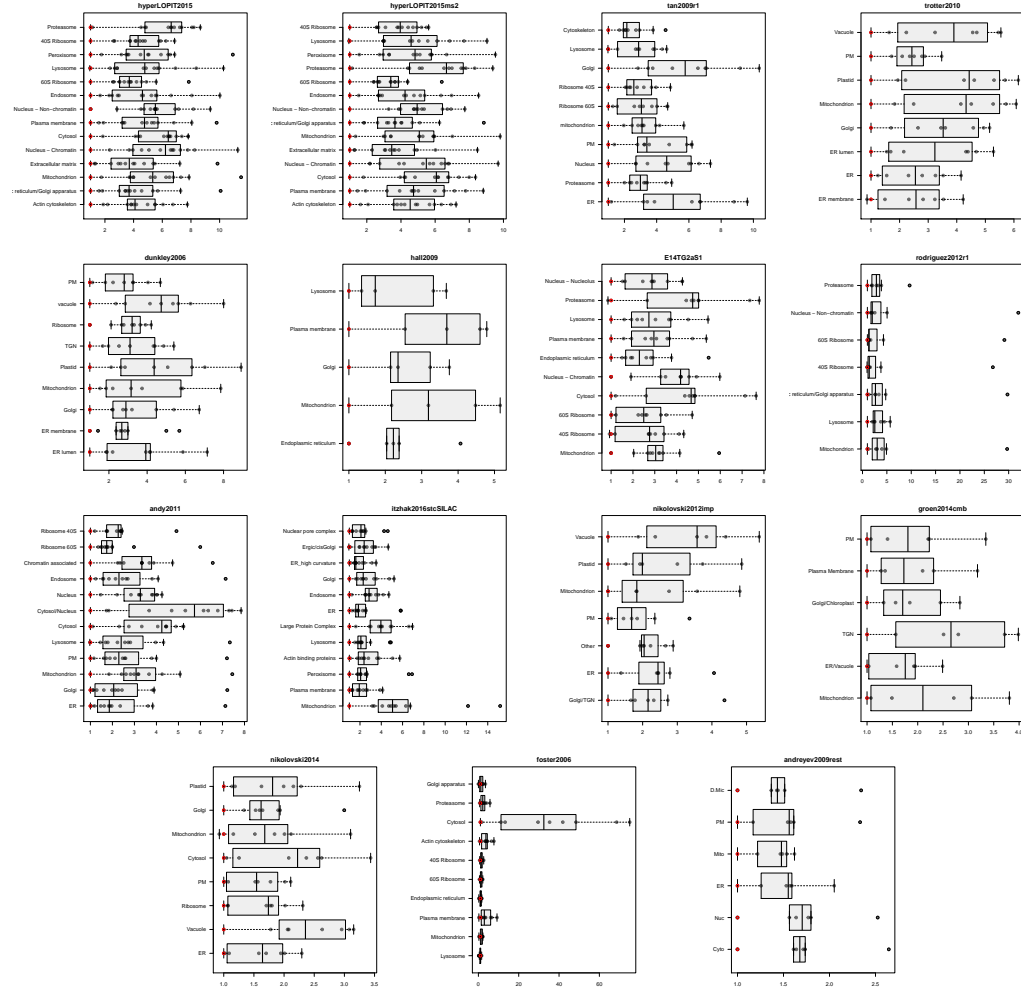 hyperLOPIT2015
Proteasome
40S Ribosome
Peroxisome
Lysosome
60S Ribosome
Endosome
Nucleus – Non–chromatin
Plasma membrane
Cytosol
Nucleus – Chromatin
Extracellular matrix
Mitochondrion
: reticulum/Golgi apparatus
Actin cytoskeleton
2 4 6 8 10
hyperLOPIT2015ms2
40S Ribosome
Lysosome
Peroxisome
Proteasome
60S Ribosome
Endosome
Nucleus – Non–chromatin
: reticulum/Golgi apparatus
Mitochondrion
Extracellular matrix
Nucleus – Chromatin
Cytosol
Plasma membrane
Actin cytoskeleton
2 4 6 8 10
tan2009r1
Cytoskeleton
Lysosome
Golgi
Ribosome 40S
Ribosome 60S
mitochondrion
PM
Nucleus
Proteasome
ER
2 4 6 8 10
trotter2010
Vacuole
PM
Plastid
Mitochondrion
Golgi
ER lumen
ER
ER membrane
1 2 3 4 5 6
dunkley2006
PM
vacuole
Ribosome
TGN
Plastid
Mitochondrion
Golgi
ER membrane
ER lumen
2 4 6 8
hall2009
Lysosome
Plasma membrane
Golgi
Mitochondrion
Endoplasmic reticulum
1 2 3 4 5
E14TG2aS1
Nucleus – Nucleolus
Proteasome
Lysosome
Plasma membrane
Endoplasmic reticulum
Nucleus – Chromatin
Cytosol
60S Ribosome
40S Ribosome
Mitochondrion
1 2 3 4 5 6 7 8
rodriguez2012r1
Proteasome
Nucleus – Non–chromatin
60S Ribosome
40S Ribosome
: reticulum/Golgi apparatus
Lysosome
Mitochondrion
0 5 10 15 20 25 30
andy2011
Ribosome 40S
Ribosome 60S
Chromatin associated
Endosome
Nucleus
Cytosol/Nucleus
Cytosol
Lysosome
PM
Mitochondrion
Golgi
ER
1 2 3 4 5 6 7 8
itzhak2016stcSILAC
Nuclear pore complex
Ergic/cisGolgi
ER_high curvature
Golgi
Endosome
ER
Large Protein Complex
Lysosome
Actin binding proteins
Peroxisome
Plasma membrane
Mitochondrion
2 4 6 8 10 12 14
nikolovski2012imp
Vacuole
Plastid
Mitochondrion
PM
Other
ER
Golgi/TGN
1 2 3 4 5
groen2014cmb
PM
Plasma Membrane
Golgi/Chloroplast
TGN
ER/Vacuole
Mitochondrion
1.0 1.5 2.0 2.5 3.0 3.5 4.0
nikolovski2014
Plastid
Golgi
Mitochondrion
Cytosol
PM
Ribosome
Vacuole
ER
1.0 1.5 2.0 2.5 3.0 3.5
foster2006
Golgi apparatus
Proteasome
Cytosol
Actin cytoskeleton
40S Ribosome
60S Ribosome
Endoplasmic reticulum
Plasma membrane
Mitochondrion
Lysosome
0 20 40 60
andreyev2009rest
D.Mic
PM
Mito
ER
Nuc
Cyto
1.0 1.5 2.0 2.5